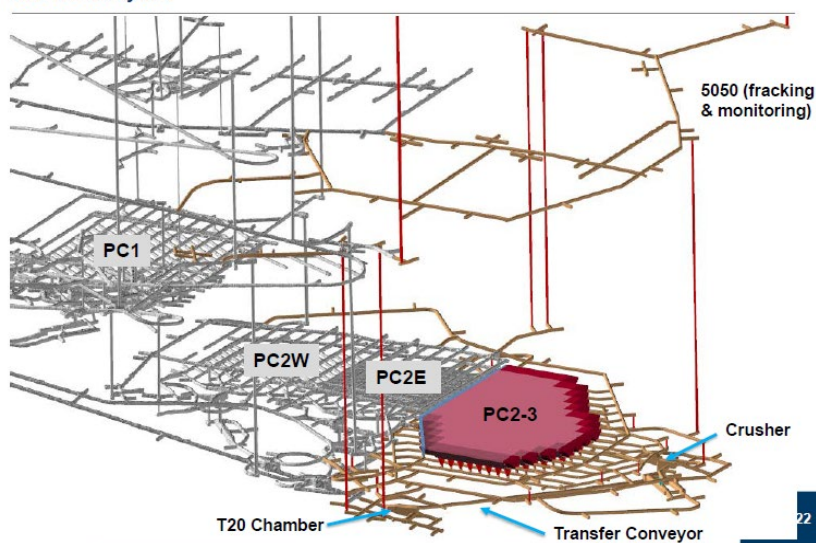 5050 (fracking
& monitoring)
PC1
PC2W
PC2E
PC2-3
Crusher
T20 Chamber
Transfer Conveyor
22